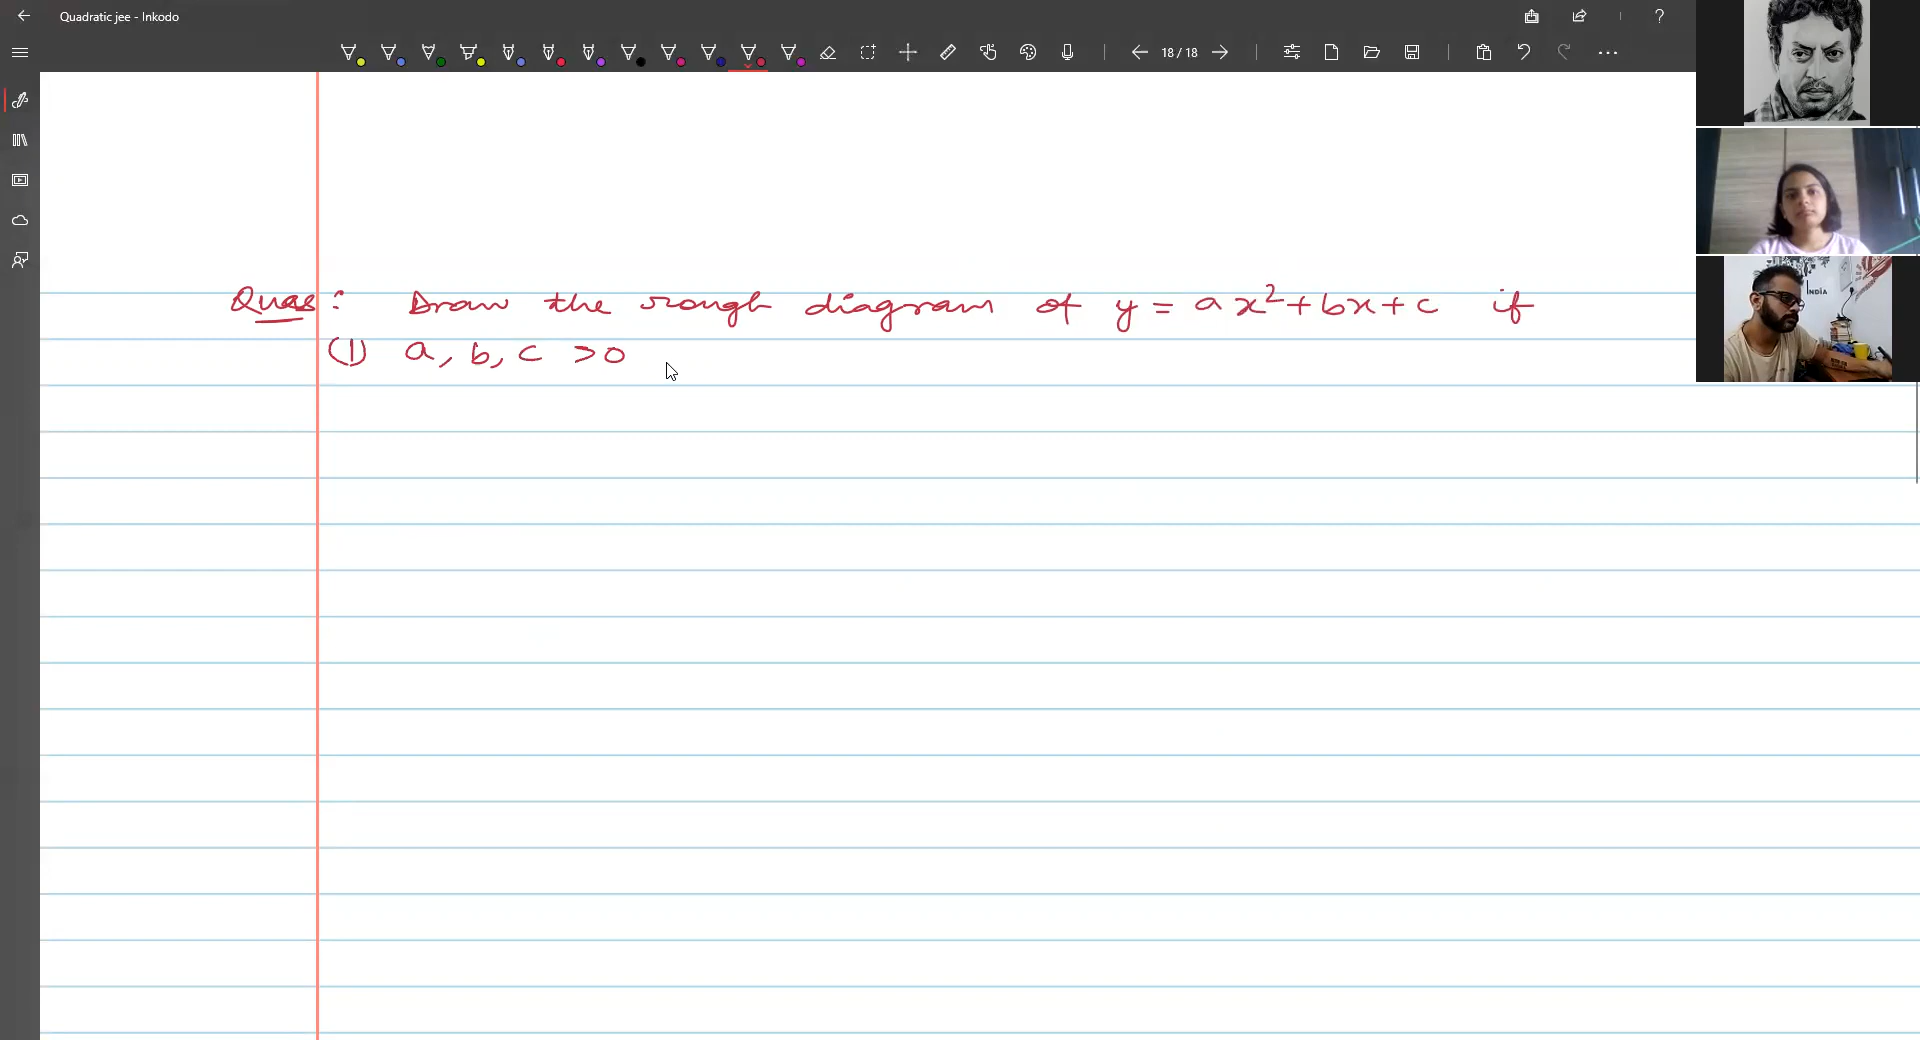 Quadratic jee - Inkodo
18 / 18
INDIA
Ques : Draw the rough diagram of y = ax²+bx+c if
(1) a, b, c >0